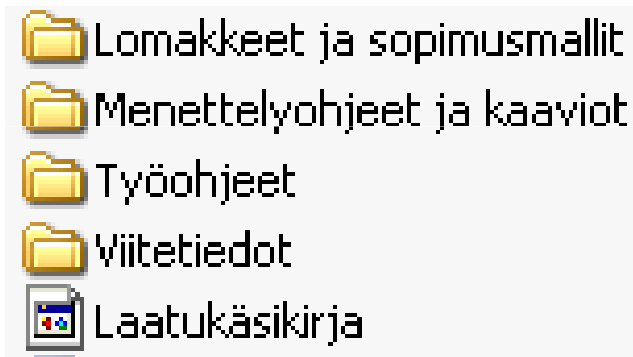 Lomakkeet ja sopimusmallit
Menettelyohjeet ja kaaviot
Työohjeet
Viitetiedot
Laatukäsikirja